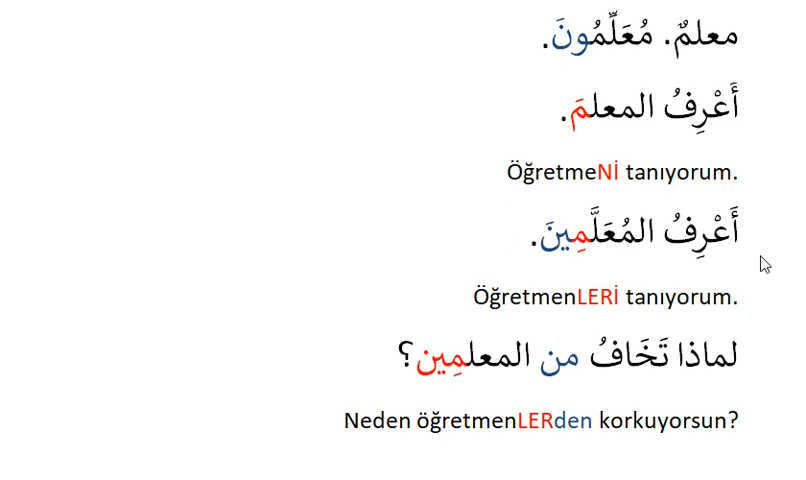 معلمٌ. مُعَلِّمُونَ.
أَعْرِفُ المعلمَ.
ÖğretmeNİ tanıyorum.
أَعْرِفُ المُعَلَّمِينَ.
ÖğretmenLERİ tanıyorum.
لماذا تَخَافُ من المعلمِين؟
Neden öğretmenLERden korkuyorsun?